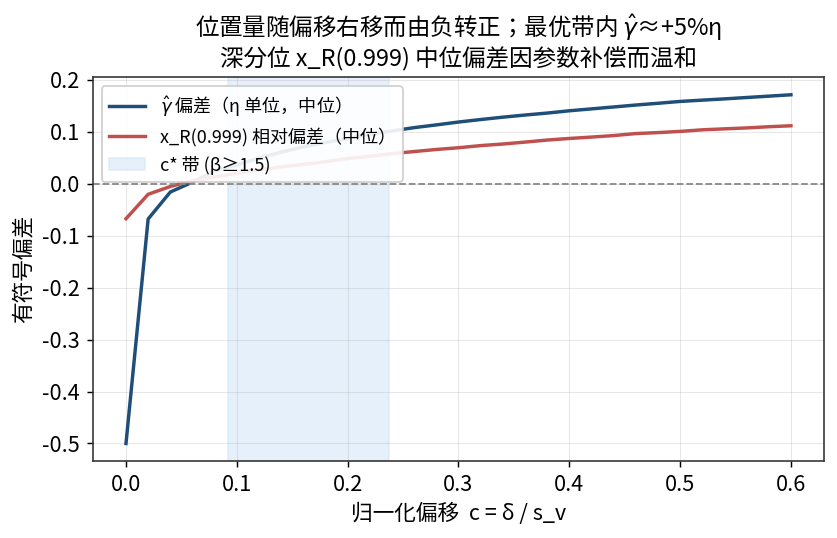 位置量随偏移右移而由负转正；最优带内 γ̂≈+5%η
深分位 x_R(0.999) 中位偏差因参数补偿而温和
γ̂ 偏差（η 单位，中位）
x_R(0.999) 相对偏差（中位）
c* 带 (β≥1.5)
有符号偏差
0.2
0.1
0.0
-0.1
-0.2
-0.3
-0.4
-0.5
0.0 0.1 0.2 0.3 0.4 0.5 0.6
归一化偏移 c = δ / s_v